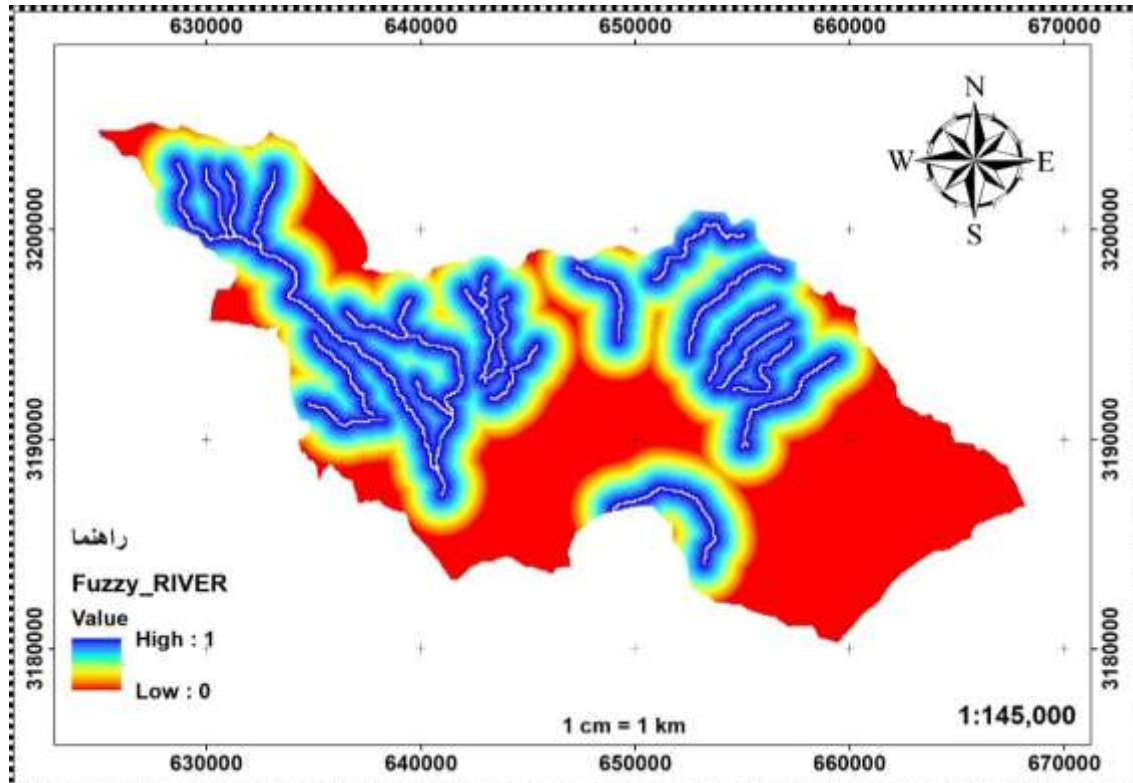 630000 640000 650000 660000 670000
N
W E
S
3200000 3200000
3190000 3190000
راهنما
Fuzzy_RIVER
Value
High : 1
Low : 0
3180000 3180000
1 cm = 1 km
1:145,000
630000 640000 650000 660000 670000